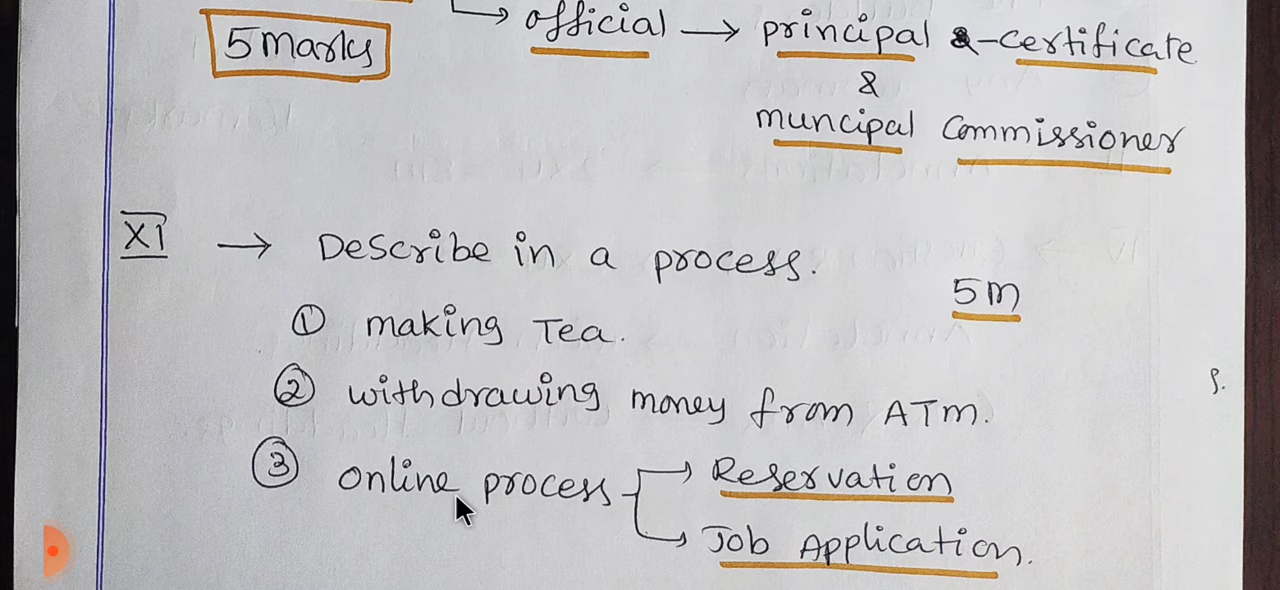 5 Marks → official → principal & - certificate
&
muncipal Commissioner
XI → Describe in a process.
5m
① making Tea.
② withdrawing money from ATM.
③ online process → Reservation
→ Job Application.